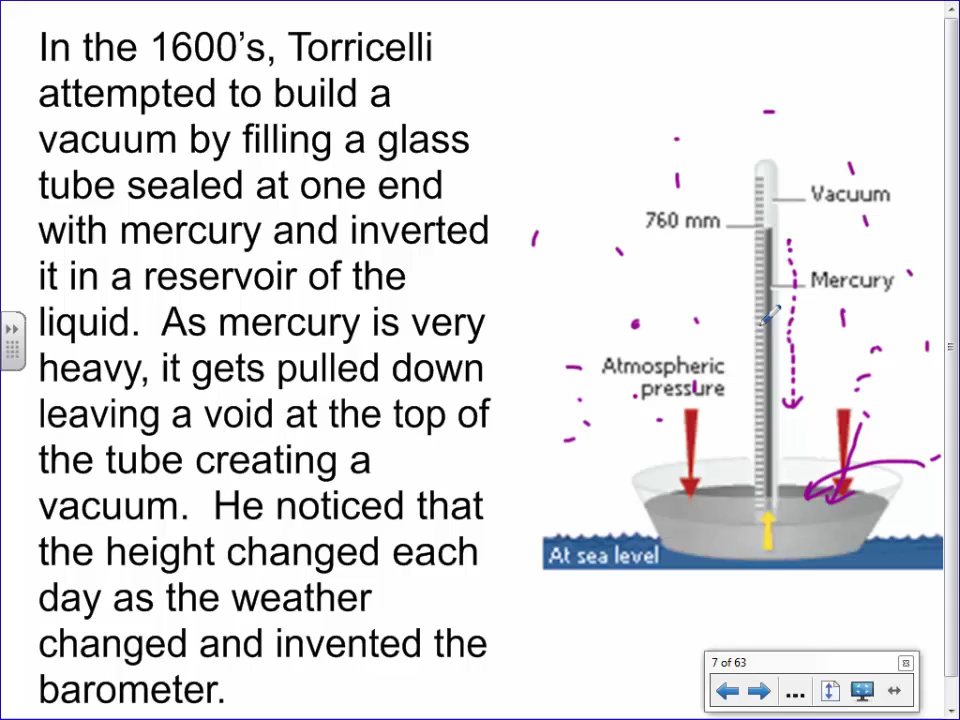 In the 1600’s, Torricelli
attempted to build a
vacuum by filling a glass
tube sealed at one end
with mercury and inverted
it in a reservoir of the
liquid.  As mercury is very
heavy, it gets pulled down
leaving a void at the top of
the tube creating a
vacuum.  He noticed that
the height changed each
day as the weather
changed and invented the
barometer.
Vacuum
760 mm
Mercury
Atmospheric
pressure
At sea level
7 of 63